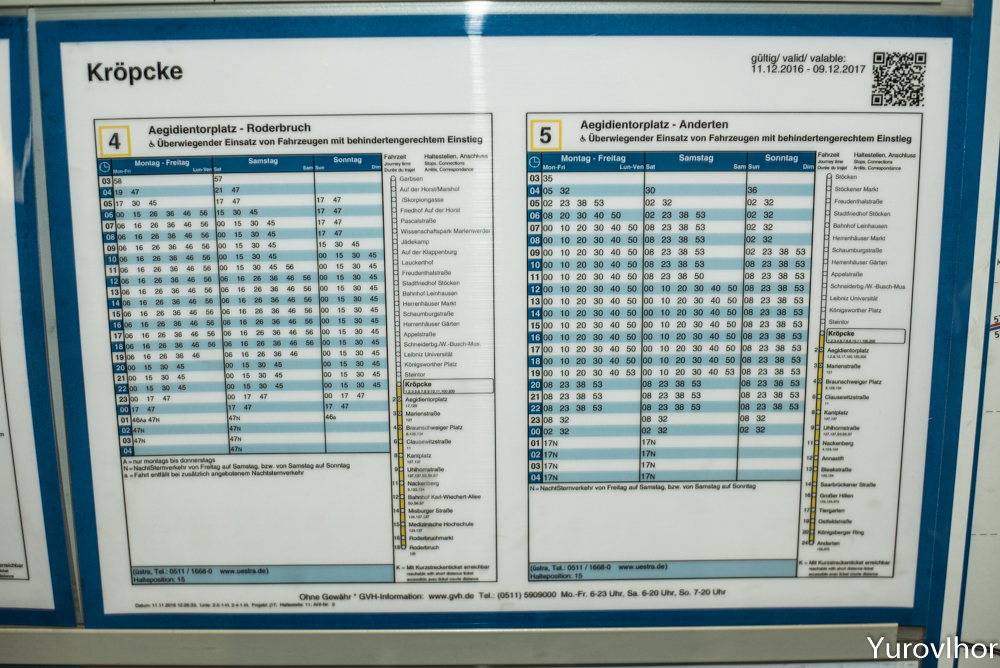 Kröpcke
gültig/ valid/ valable:
11.12.2016 - 09.12.2017
4
Aegidientorplatz - Roderbruch
Überwiegender Einsatz von Fahrzeugen mit behindertengerechtem Einstieg
Montag - Freitag Samstag Sonntag
Mon-Fri Lun-Ven Sat Sam Sun Dim
03 58 57
04 19 47 21 47
05 17 30 45 17 47 17 47
06 00 15 26 36 46 56 15 30 45 17 47
07 06 16 26 36 46 56 00 15 30 45 17 47
08 06 16 26 36 46 56 00 15 30 45 17 47
09 06 16 26 36 46 56 00 15 30 45 15 30 45
10 06 16 26 36 46 56 00 15 30 45 00 15 30 45
11 06 16 26 36 46 56 00 15 30 45 56 00 15 30 45
12 06 16 26 36 46 56 06 16 26 36 46 56 00 15 30 45
13 06 16 26 36 46 56 06 16 26 36 46 56 00 15 30 45
14 06 16 26 36 46 56 06 16 26 36 46 56 00 15 30 45
15 06 16 26 36 46 56 06 16 26 36 46 56 00 15 30 45
16 06 16 26 36 46 56 06 16 26 36 46 56 00 15 30 45
17 06 16 26 36 46 56 06 16 26 36 46 56 00 15 30 45
18 06 16 26 36 46 56 06 16 26 36 46 56 00 15 30 45
19 06 16 26 36 46 06 16 26 36 46 00 15 30 45
20 00 15 30 45 00 15 30 45 00 15 30 45
21 00 15 30 45 00 15 30 45 00 15 30 45
22 00 15 30 45 00 15 30 45 00 15 30 45
23 00 17 47 00 17 47 00 17 47
00 17 47 17 47 17 47
01 46Aa 47N 47N 46a
02 47N 47N
03 47N 47N
04 47N
A = nur montags bis donnerstags
N = NachtSternverkehr von Freitag auf Samstag, bzw. von Samstag auf Sonntag
a = Fahrt entfällt bei zusätzlich angebotenem Nachtsternverkehr
Fahrzeit Haltestellen, Anschluss
Journey time Stops, Connections
Durée du trajet Arrêts, Correspondance
Garbsen
Auf der Horst/Marshof
/Skorpiongasse
Friedhof Auf der Horst
Pascalstraße
Wissenschaftspark Marienwerder
Jädekamp
Auf der Klappenburg
Lauckerthof
Freudenthalstraße
Stadtfriedhof Stöcken
Bahnhof Leinhausen
Herrenhäuser Markt
Schaumburgstraße
Herrenhäuser Gärten
Appelstraße
Schneiderbg./W.-Busch-Mus.
Leibniz Universität
Königsworther Platz
Steintor
Kröpcke
Aegidientorplatz
Marienstraße
Braunschweiger Platz
Clausewitzstraße
Kantplatz
Uhlhornstraße
Nackenberg
Bahnhof Karl-Wiechert-Allee
Misburger Straße
Medizinische Hochschule
Roderbruchmarkt
Roderbruch
K = Mit Kurzstreckenticket erreichbar
reachable with short distance ticket
accessible avec ticket courte distance
(üstra, Tel.: 0511 / 1668-0 www.uestra.de)
Halteposition: 15
5
Aegidientorplatz - Anderten
Überwiegender Einsatz von Fahrzeugen mit behindertengerechtem Einstieg
Montag - Freitag Samstag Sonntag
Mon-Fri Lun-Ven Sat Sam Sun Dim
03 35
04 05 32 30 36
05 02 23 38 53 02 32 02 32
06 08 20 30 40 50 02 23 38 53 02 32
07 00 10 20 30 40 50 08 23 38 53 02 32
08 00 10 20 30 40 50 08 23 38 53 02 32
09 00 10 20 30 40 50 08 23 38 53 02 23 38 53
10 00 10 20 30 40 50 08 23 38 53 08 23 38 53
11 00 10 20 30 40 50 08 23 38 50 08 23 38 53
12 00 10 20 30 40 50 00 10 20 30 40 50 08 23 38 53
13 00 10 20 30 40 50 00 10 20 30 40 50 08 23 38 53
14 00 10 20 30 40 50 00 10 20 30 40 50 08 23 38 53
15 00 10 20 30 40 50 00 10 20 30 40 50 08 23 38 53
16 00 10 20 30 40 50 00 10 20 30 40 50 08 23 38 53
17 00 10 20 30 40 50 00 10 20 30 40 50 08 23 38 53
18 00 10 20 30 40 50 00 10 20 30 40 50 08 23 38 53
19 00 10 20 30 40 53 00 10 20 30 40 53 08 23 38 53
20 08 23 38 53 08 23 38 53 08 23 38 53
21 08 23 38 53 08 23 38 53 08 23 38 53
22 08 23 38 53 08 23 38 53 08 23 38 53
23 08 32 08 32 08 32
00 02 32 02 32 02 32
01 17N 17N
02 17N 17N
03 17N 17N
04 17N 17N
N = NachtSternverkehr von Freitag auf Samstag, bzw. von Samstag auf Sonntag
Fahrzeit Haltestellen, Anschluss
Journey time Stops, Connections
Durée du trajet Arrêts, Correspondance
Stöcken
Stöckener Markt
Freudenthalstraße
Stadtfriedhof Stöcken
Bahnhof Leinhausen
Herrenhäuser Markt
Schaumburgstraße
Herrenhäuser Gärten
Appelstraße
Schneiderbg./W.-Busch-Mus.
Leibniz Universität
Königsworther Platz
Steintor
Kröpcke
Aegidientorplatz
Marienstraße
Braunschweiger Platz
Clausewitzstraße
Kantplatz
Uhlhornstraße
Nackenberg
Annastift
Bleekstraße
Saarbrückener Straße
Großer Hillen
Tiergarten
Ostfeldstraße
Königsberger Ring
Anderten
K = Mit Kurzstreckenticket erreichbar
reachable with short distance ticket
accessible avec ticket courte distance
(üstra, Tel.: 0511 / 1668-0 www.uestra.de)
Halteposition: 15
Ohne Gewähr * GVH-Information: www.gvh.de Tel.: (0511) 5909000 Mo.-Fr. 6-23 Uhr, Sa. 6-20 Uhr, So. 7-20 Uhr
Yurovlhor